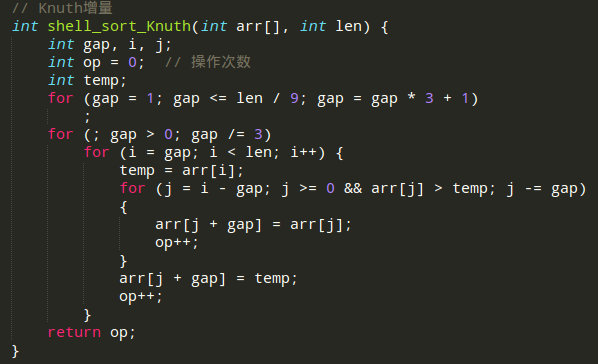 // Knuth增量
int shell_sort_Knuth(int arr[], int len) {
    int gap, i, j;
    int op = 0;  // 操作次数
    int temp;
    for (gap = 1; gap <= len / 9; gap = gap * 3 + 1)
        ;
    for (; gap > 0; gap /= 3)
        for (i = gap; i < len; i++) {
            temp = arr[i];
            for (j = i - gap; j >= 0 && arr[j] > temp; j -= gap)
            {
                arr[j + gap] = arr[j];
                op++;
            }
            arr[j + gap] = temp;
            op++;
        }
    return op;
}